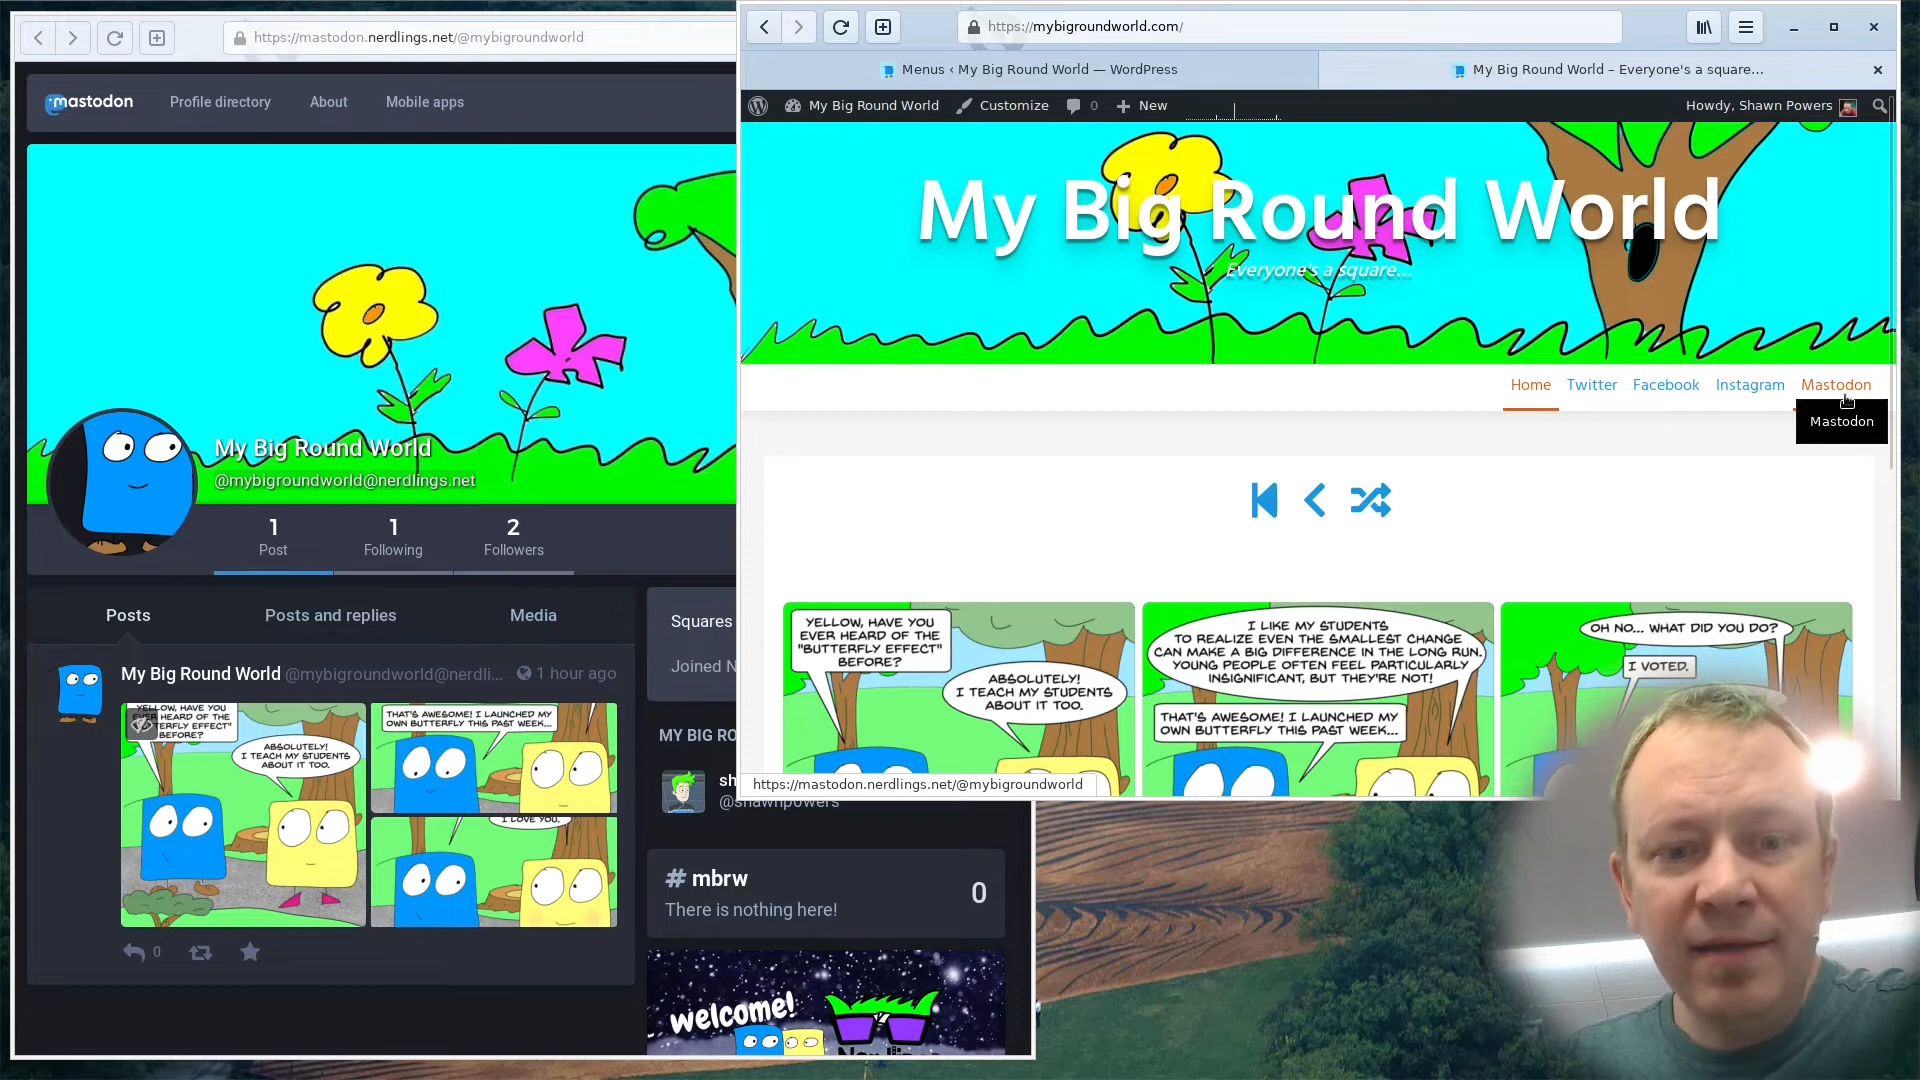 https://mastodon.nerdlings.net/@mybigroundworld
mastodon
Profile directory
About
Mobile apps
My Big Round World
@mybigroundworld@nerdlings.net
1
Post
1
Following
2
Followers
Posts
Posts and replies
Media
My Big Round World @mybigroundworld@nerdli... 1 hour ago
YELLOW, HAVE YOU
EVER HEARD OF THE
"BUTTERFLY EFFECT"
BEFORE?
ABSOLUTELY!
I TEACH MY STUDENTS
ABOUT IT TOO.
THAT'S AWESOME! I LAUNCHED MY
OWN BUTTERFLY THIS PAST WEEK...
I LOVE YOU.
0
Squares
Joined N
MY BIG RO
sh
@shawnpowers
# mbrw
There is nothing here!
0
welcome!
https://mybigroundworld.com/
Menus ‹ My Big Round World — WordPress
My Big Round World – Everyone's a square…
My Big Round World
Customize
0
New
Howdy, Shawn Powers
My Big Round World
Everyone's a square...
Home
Twitter
Facebook
Instagram
Mastodon
Mastodon
YELLOW, HAVE YOU
EVER HEARD OF THE
"BUTTERFLY EFFECT"
BEFORE?
ABSOLUTELY!
I TEACH MY STUDENTS
ABOUT IT TOO.
I LIKE MY STUDENTS
TO REALIZE EVEN THE SMALLEST CHANGE
CAN MAKE A BIG DIFFERENCE IN THE LONG RUN.
YOUNG PEOPLE OFTEN FEEL PARTICULARLY
INSIGNIFICANT, BUT THEY'RE NOT!
THAT'S AWESOME! I LAUNCHED MY
OWN BUTTERFLY THIS PAST WEEK...
OH NO... WHAT DID YOU DO?
I VOTED.
https://mastodon.nerdlings.net/@mybigroundworld